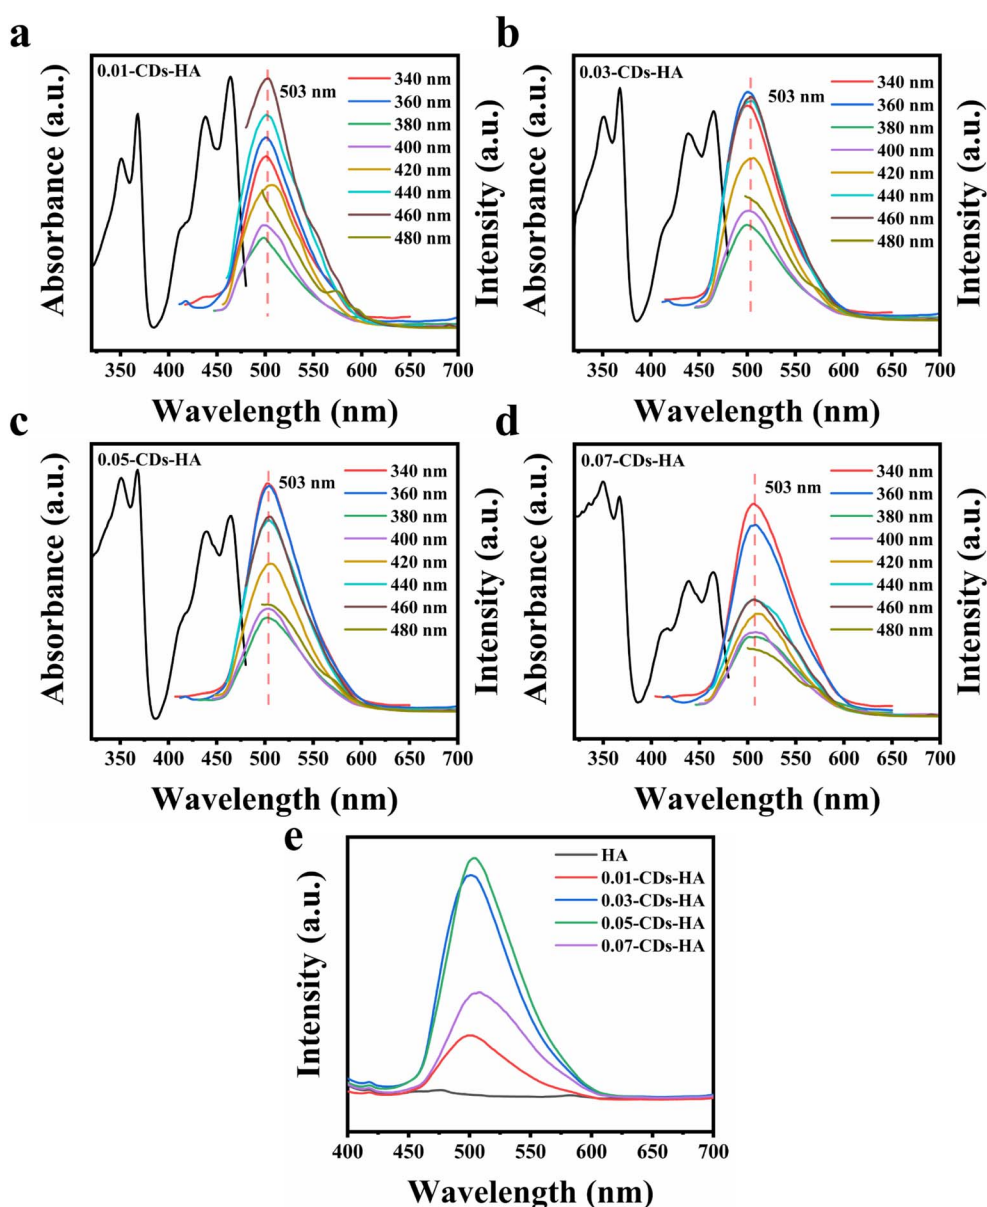 a
0.01-CDs-HA
503 nm
340 nm
360 nm
380 nm
400 nm
420 nm
440 nm
460 nm
480 nm
Absorbance (a.u.)
Intensity (a.u.)
350 400 450 500 550 600 650 700
Wavelength (nm)
b
0.03-CDs-HA
503 nm
340 nm
360 nm
380 nm
400 nm
420 nm
440 nm
460 nm
480 nm
Absorbance (a.u.)
Intensity (a.u.)
350 400 450 500 550 600 650 700
Wavelength (nm)
c
0.05-CDs-HA
503 nm
340 nm
360 nm
380 nm
400 nm
420 nm
440 nm
460 nm
480 nm
Absorbance (a.u.)
Intensity (a.u.)
350 400 450 500 550 600 650 700
Wavelength (nm)
d
0.07-CDs-HA
503 nm
340 nm
360 nm
380 nm
400 nm
420 nm
440 nm
460 nm
480 nm
Absorbance (a.u.)
Intensity (a.u.)
350 400 450 500 550 600 650 700
Wavelength (nm)
e
HA
0.01-CDs-HA
0.03-CDs-HA
0.05-CDs-HA
0.07-CDs-HA
Intensity (a.u.)
400 450 500 550 600 650 700
Wavelength (nm)